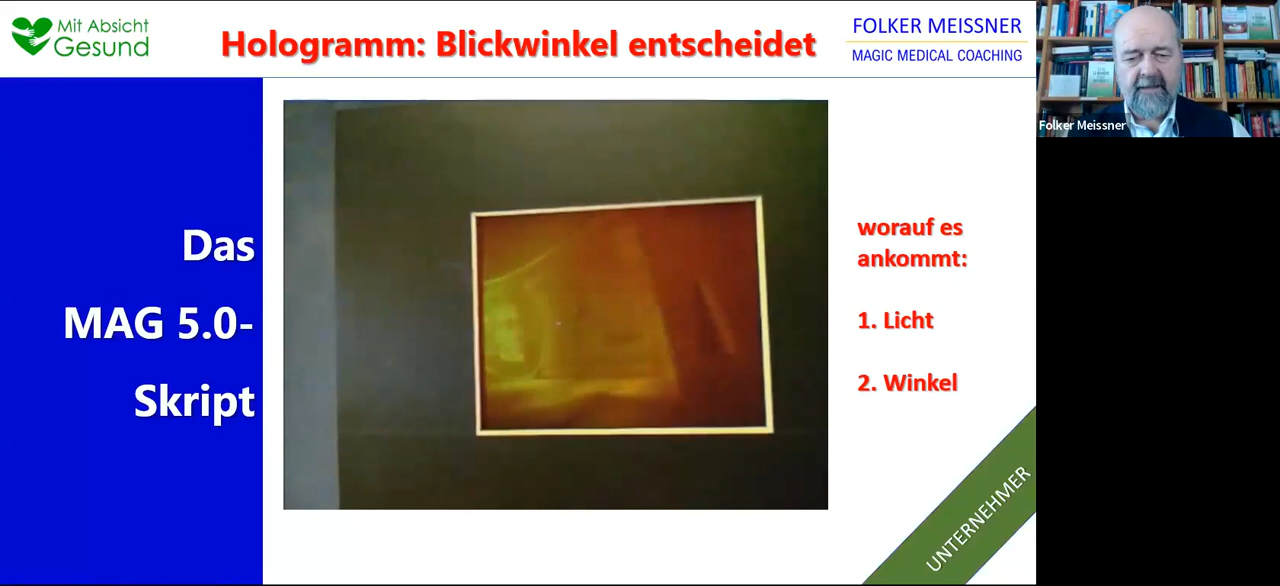 Mit Absicht
Gesund
Hologramm: Blickwinkel entscheidet
FOLKER MEISSNER
MAGIC MEDICAL COACHING
Folker Meissner
Das
MAG 5.0-
Skript
worauf es
ankommt:
1. Licht
2. Winkel
UNTERNEHMER